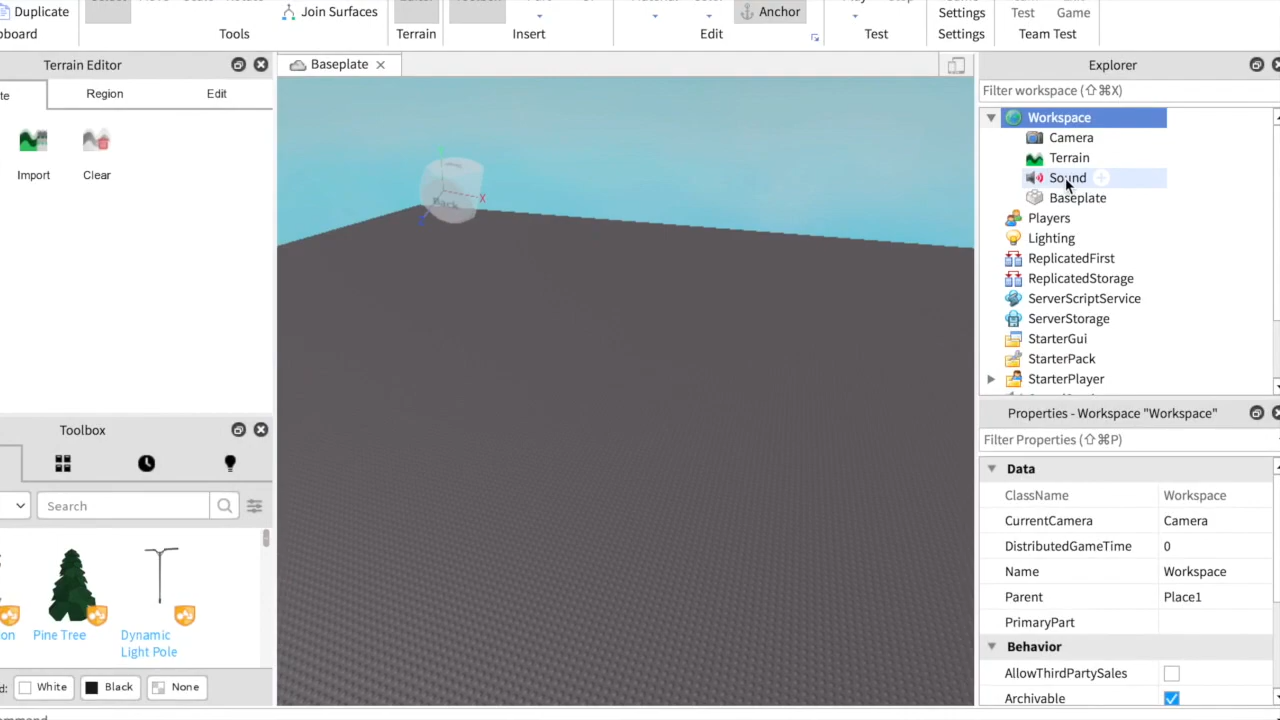 Duplicate
Join Surfaces
Anchor
Settings
Test
Game
Tools
Terrain
Insert
Edit
Test
Settings
Team Test
Terrain Editor
Baseplate
Explorer
Region
Edit
Filter workspace (⇧⌘X)
Import
Clear
Workspace
Camera
Terrain
Sound
Baseplate
Players
Lighting
ReplicatedFirst
ReplicatedStorage
ServerScriptService
ServerStorage
StarterGui
StarterPack
StarterPlayer
Back
X
Toolbox
Search
Pine Tree
Dynamic
Light Pole
White
Black
None
Properties - Workspace "Workspace"
Filter Properties (⇧⌘P)
Data
ClassName Workspace
CurrentCamera Camera
DistributedGameTime 0
Name Workspace
Parent Place1
PrimaryPart
Behavior
AllowThirdPartySales
Archivable